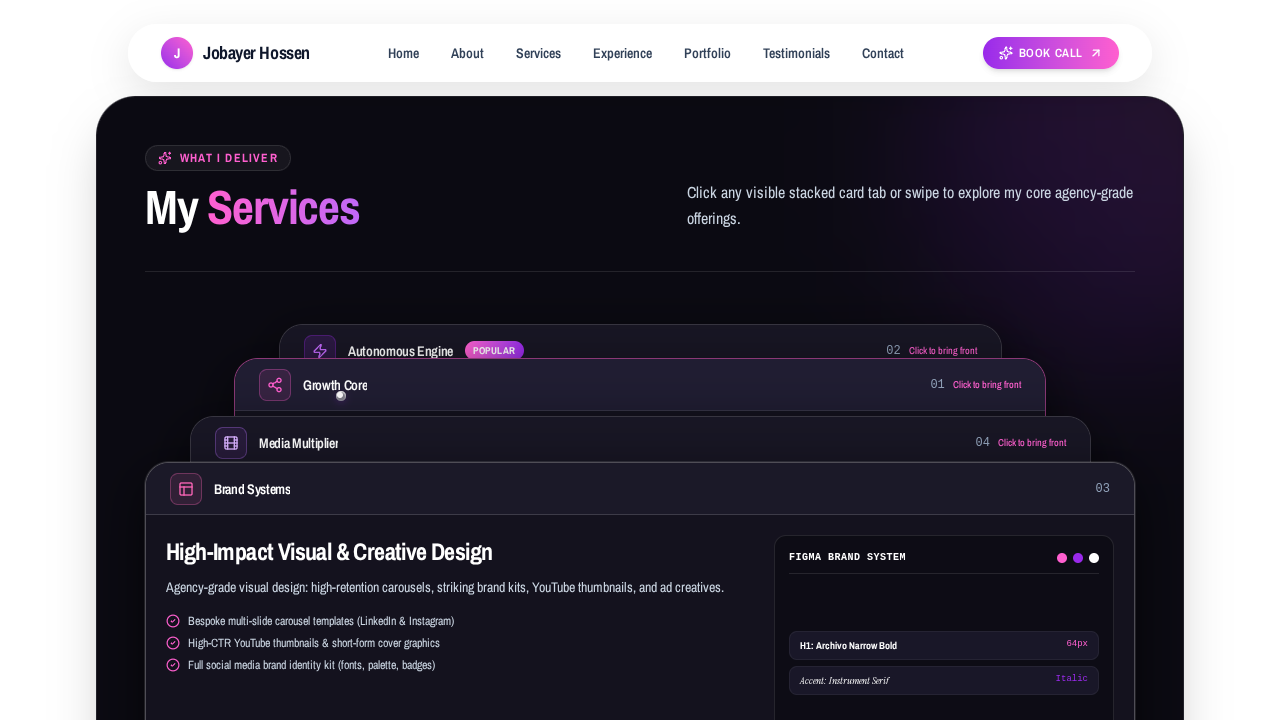 J Jobayer Hossen Home About Services Experience Portfolio Testimonials Contact BOOK CALL
WHAT I DELIVER
My Services
Click any visible stacked card tab or swipe to explore my core agency-grade
offerings.
Autonomous Engine POPULAR 02 Click to bring front
Growth Core 01 Click to bring front
Media Multiplier 04 Click to bring front
Brand Systems 03
High-Impact Visual & Creative Design
Agency-grade visual design: high-retention carousels, striking brand kits, YouTube thumbnails, and ad creatives.
Bespoke multi-slide carousel templates (LinkedIn & Instagram)
High-CTR YouTube thumbnails & short-form cover graphics
Full social media brand identity kit (fonts, palette, badges)
FIGMA BRAND SYSTEM
H1: Archivo Narrow Bold 64px
Accent: Instrument Serif Italic